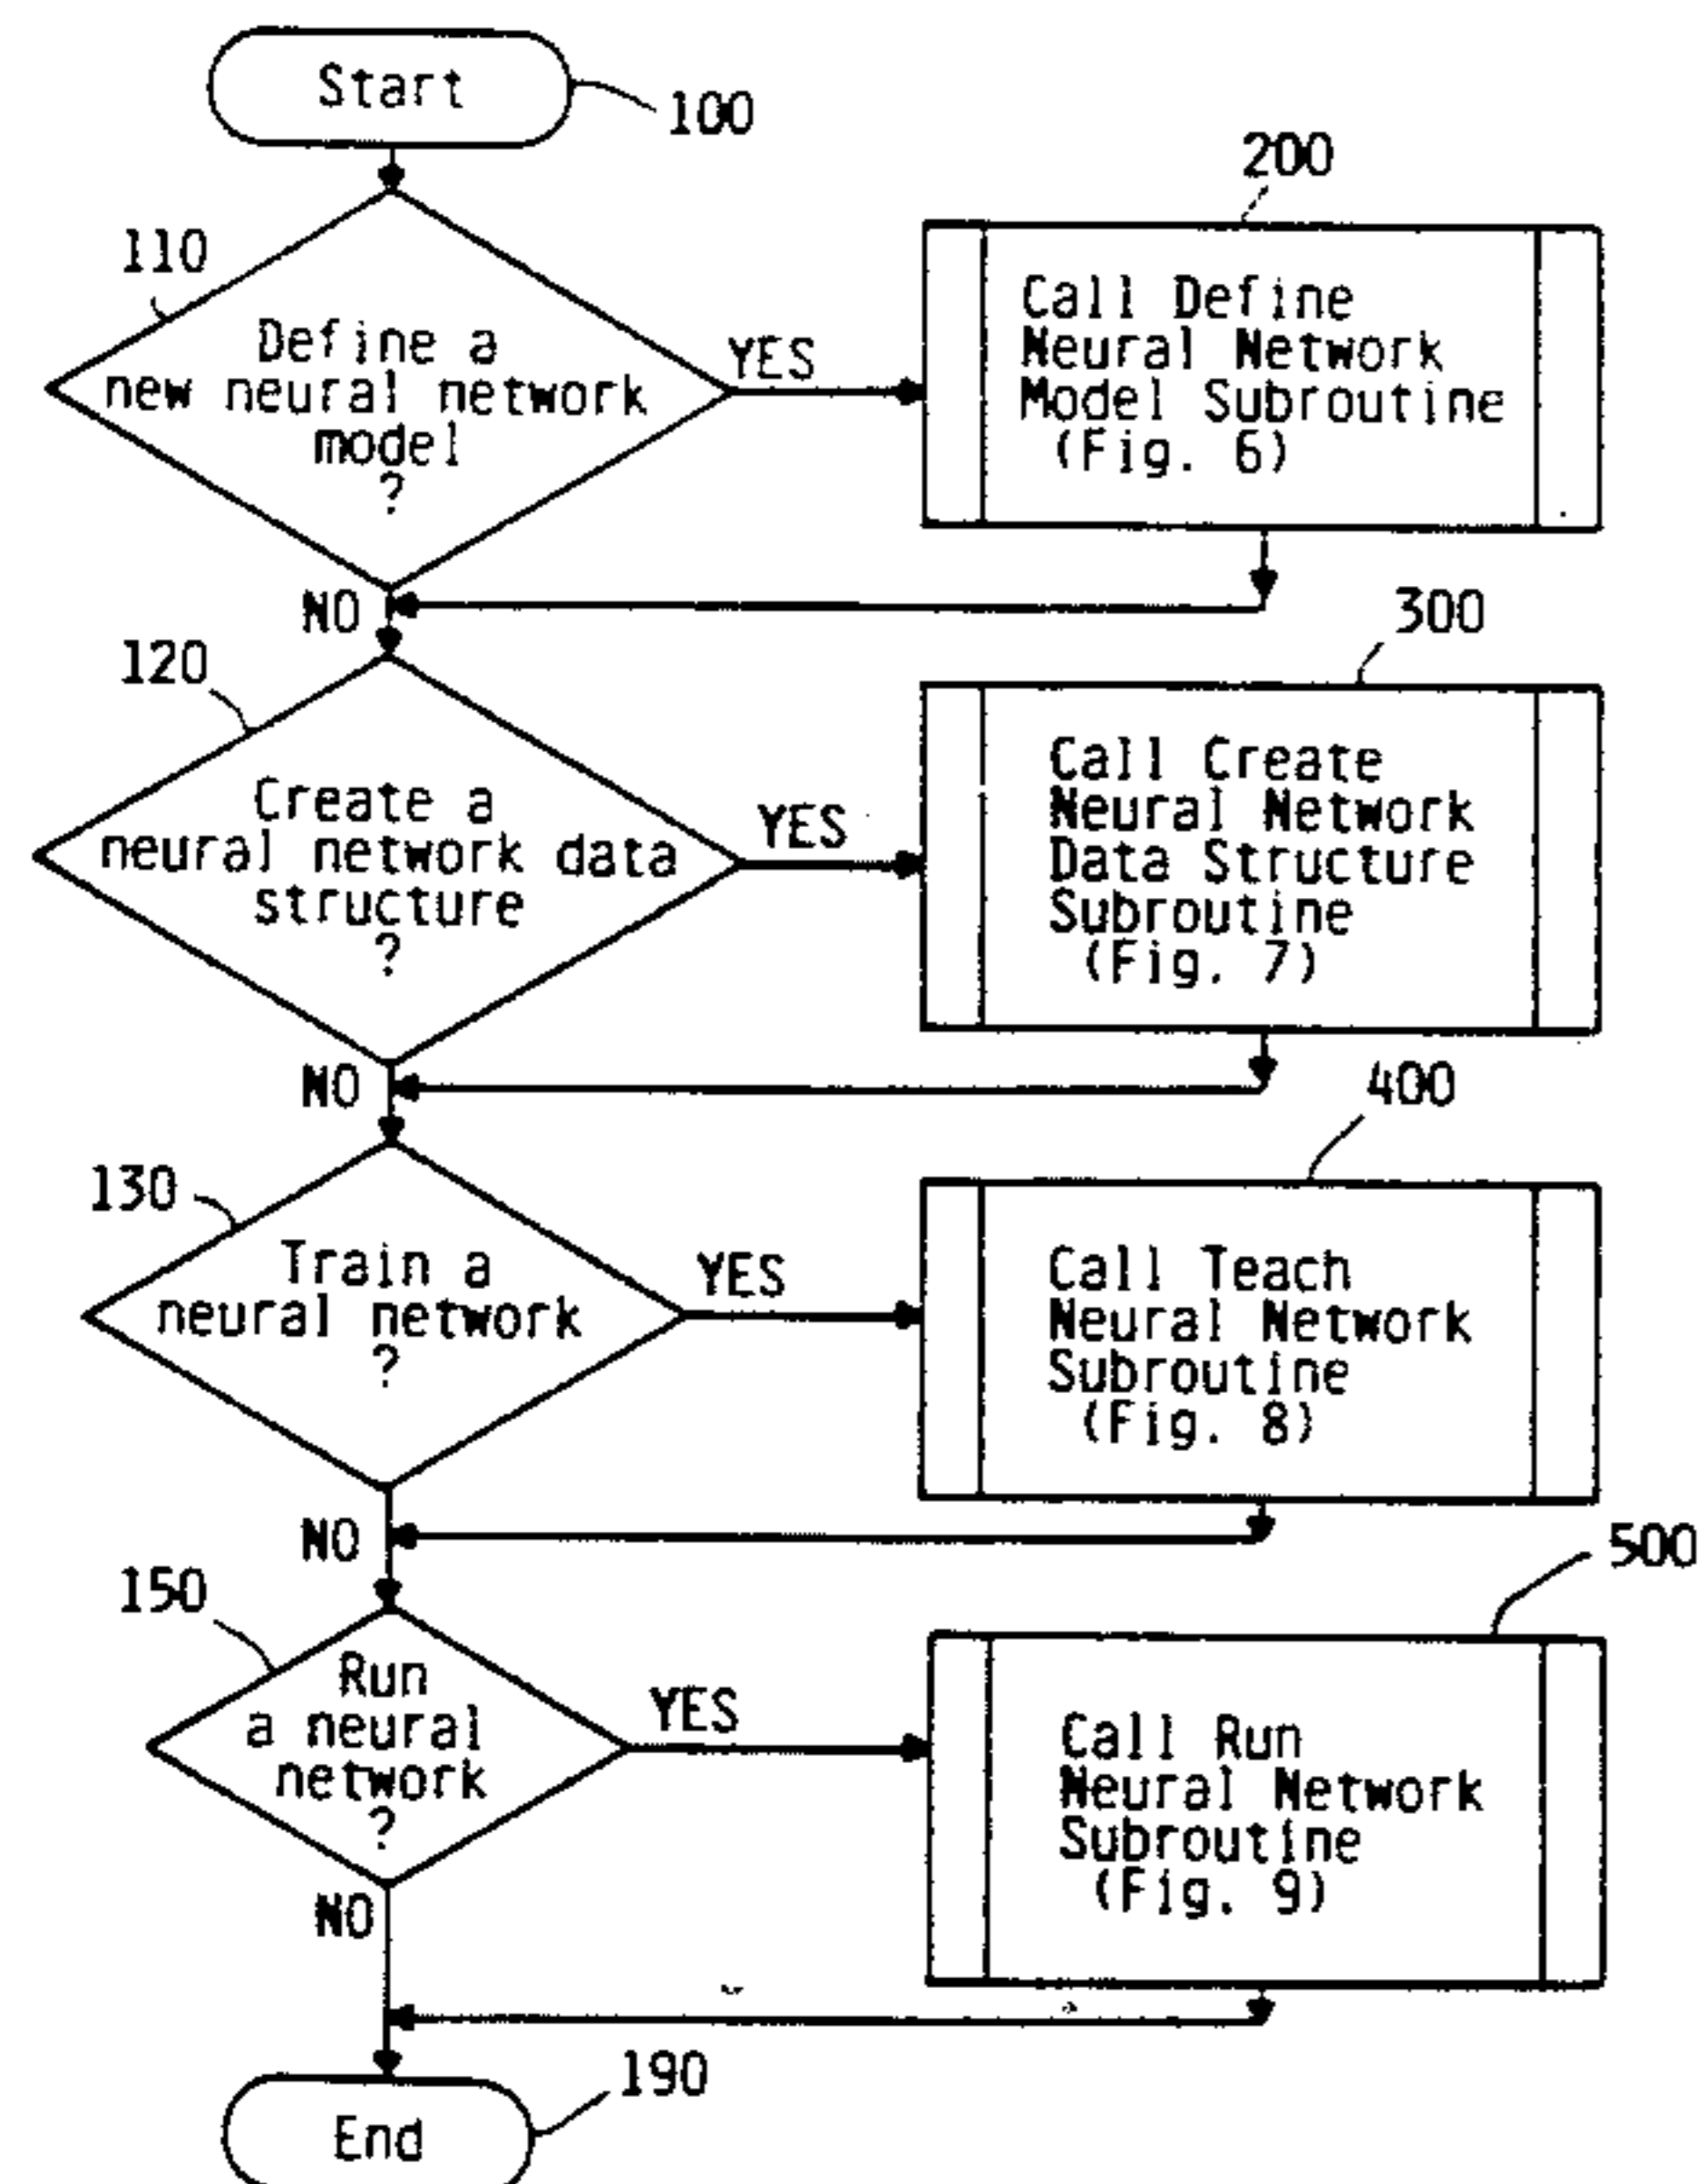 Start
100
110
Define a
new neural network
model
?
YES
200
Call Define
Neural Network
Model Subroutine
(Fig. 6)
NO
120
Create a
neural network data
structure
?
YES
300
Call Create
Neural Network
Data Structure
Subroutine
(Fig. 7)
NO
130
Train a
neural network
?
YES
400
Call Teach
Neural Network
Subroutine
(Fig. 8)
NO
150
Run
a neural
network
?
YES
500
Call Run
Neural Network
Subroutine
(Fig. 9)
NO
190
End